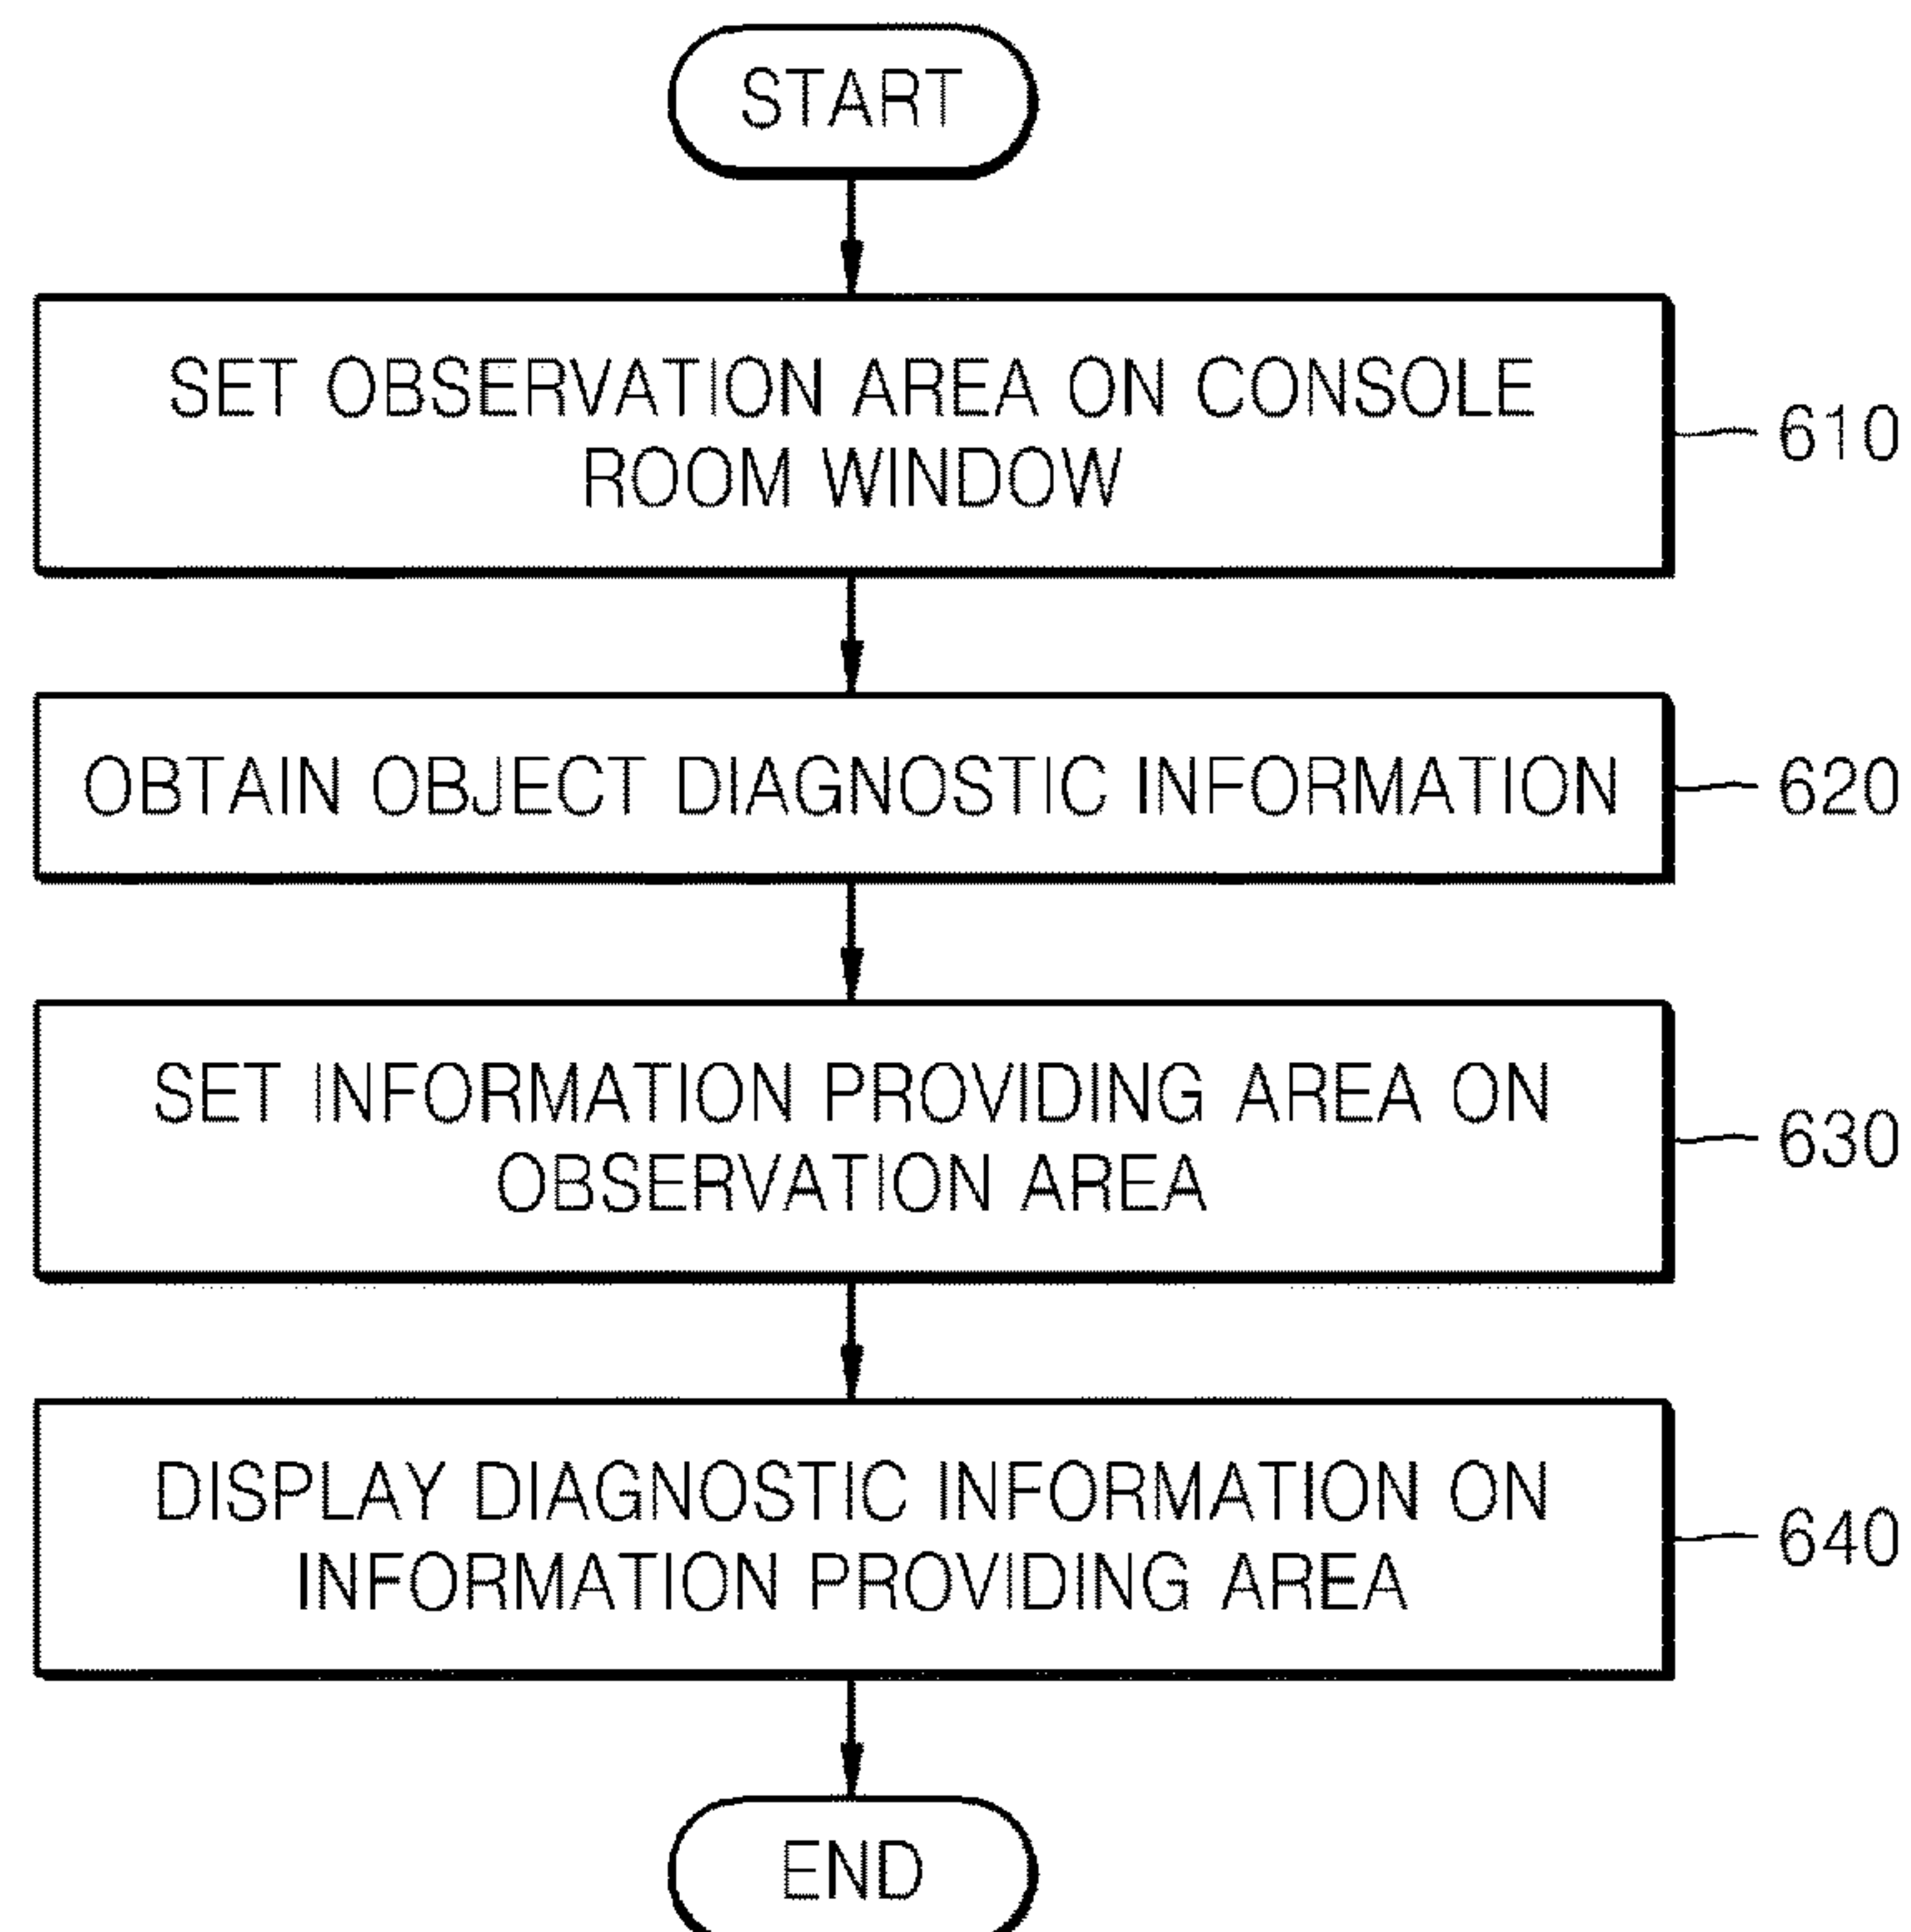 START
SET OBSERVATION AREA ON CONSOLE
ROOM WINDOW
610
OBTAIN OBJECT DIAGNOSTIC INFORMATION
620
SET INFORMATION PROVIDING AREA ON
OBSERVATION AREA
630
DISPLAY DIAGNOSTIC INFORMATION ON
INFORMATION PROVIDING AREA
640
END